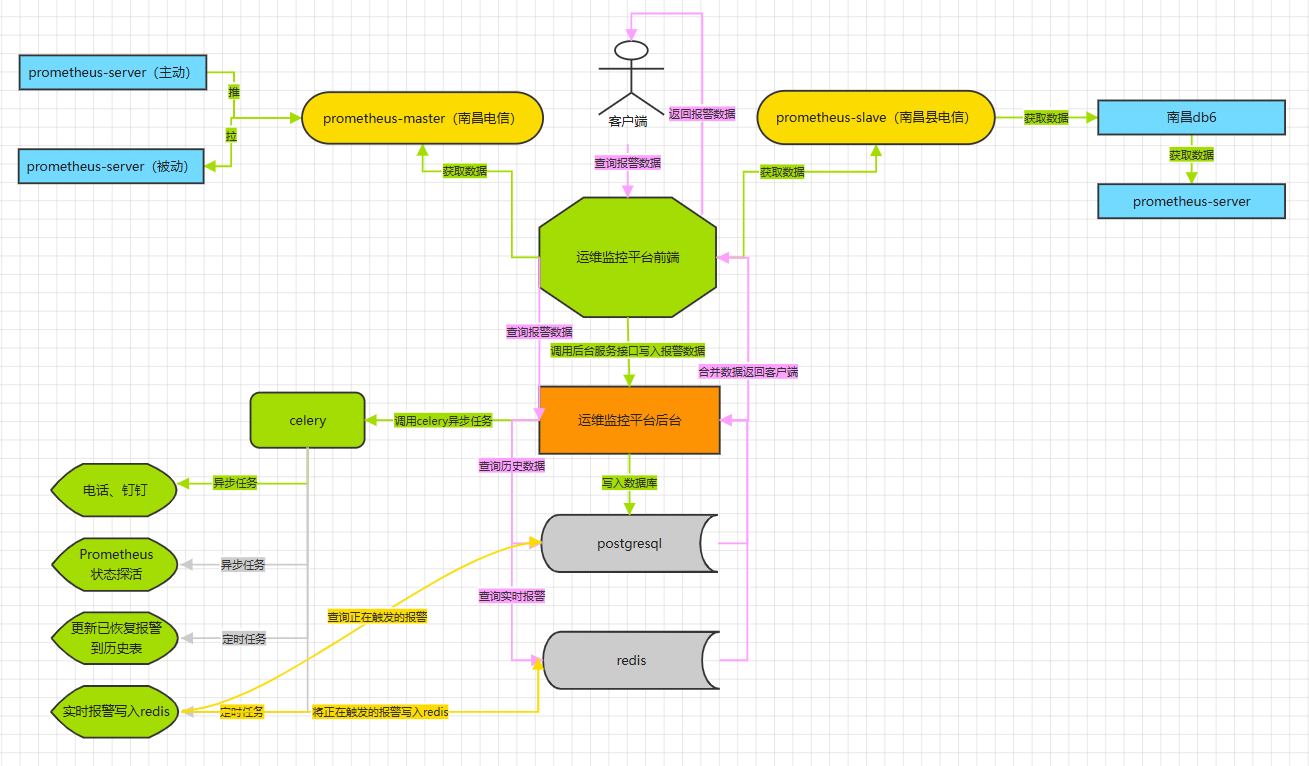 prometheus-server（主动）
推
拉
prometheus-server（被动）
prometheus-master（南昌电信）
获取数据
客户端
返回报警数据
查询报警数据
prometheus-slave（南昌县电信）
获取数据
获取数据
南昌db6
获取数据
prometheus-server
运维监控平台前端
查询报警数据
调用后台服务接口写入报警数据
合并数据返回客户端
celery
调用celery异步任务
运维监控平台后台
查询历史数据
写入数据库
电话、钉钉
异步任务
postgresql
Prometheus
状态探活
异步任务
查询实时报警
查询正在触发的报警
更新已恢复报警
到历史表
定时任务
redis
实时报警写入redis
定时任务
将正在触发的报警写入redis